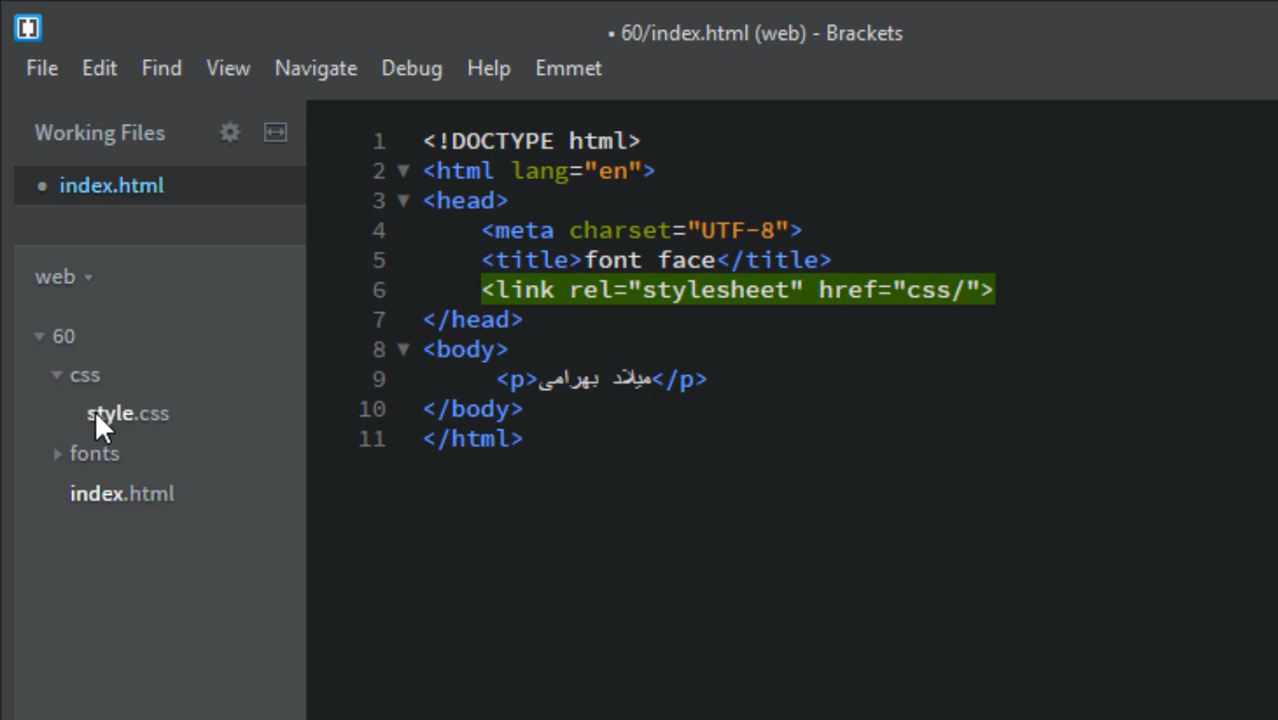 • 60/index.html (web) - Brackets
File Edit Find View Navigate Debug Help Emmet
Working Files
index.html
web
60
css
style.css
fonts
index.html
1 <!DOCTYPE html>
2 <html lang="en">
3 <head>
4 <meta charset="UTF-8">
5 <title>font face</title>
6 <link rel="stylesheet" href="css/">
7 </head>
8 <body>
9 <p>میلاد بهرامی</p>
10 </body>
11 </html>